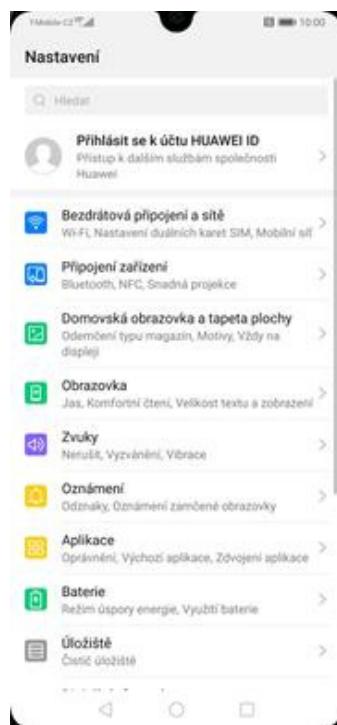 T-Mobile CZ
10:00
Nastavení
Hledat
Přihlásit se k účtu HUAWEI ID
Přístup k dalším službám společnosti
Huawei
Bezdrátová připojení a sítě
Wi-Fi, Nastavení duálních karet SIM, Mobilní síť
Připojení zařízení
Bluetooth, NFC, Snadná projekce
Domovská obrazovka a tapeta plochy
Odemčení typu magazín, Motivy, Vždy na
displeji
Obrazovka
Jas, Komfortní čtení, Velikost textu a zobrazení
Zvuky
Nerušit, Vyzvánění, Vibrace
Oznámení
Odznaky, Oznámení zamčené obrazovky
Aplikace
Oprávnění, Výchozí aplikace, Zdvojení aplikace
Baterie
Režim úspory energie, Využití baterie
Úložiště
Čistič úložiště